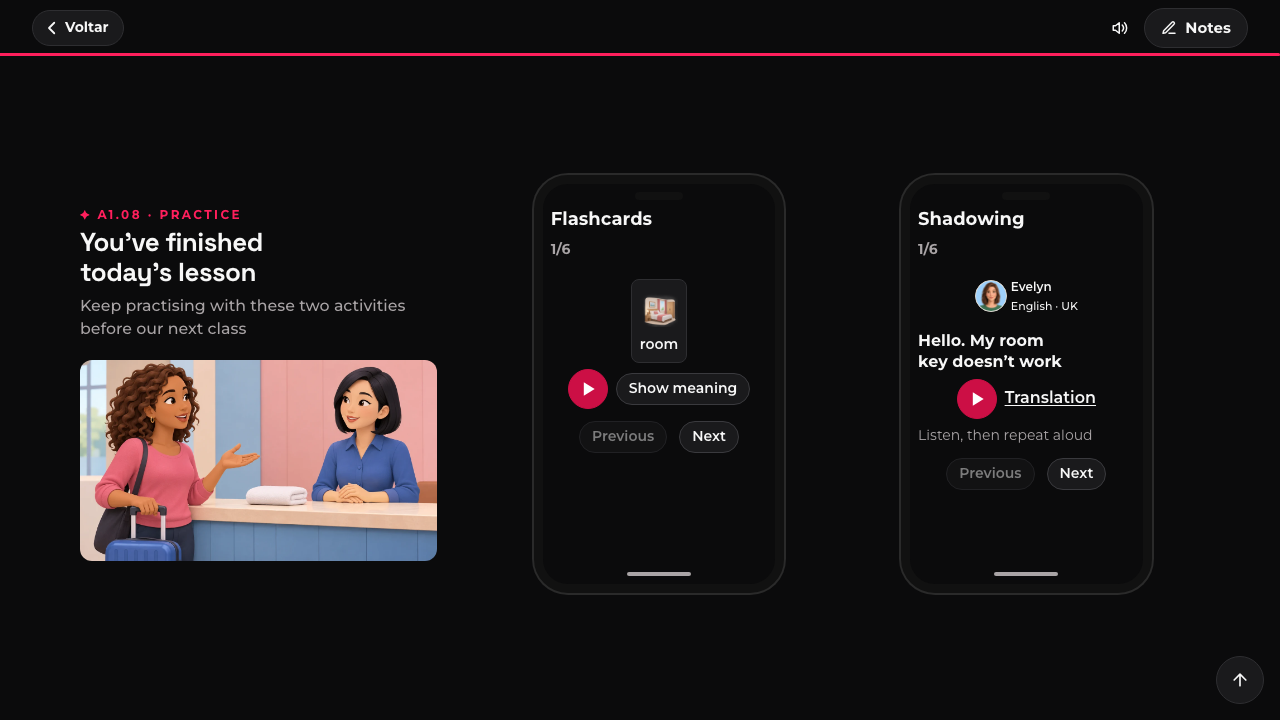 Voltar
Notes
A1.08 · PRACTICE
You've finished
today's lesson
Keep practising with these two activities
before our next class
Flashcards
1/6
room
Show meaning
Previous
Next
Shadowing
1/6
Evelyn
English · UK
Hello. My room
key doesn't work
Translation
Listen, then repeat aloud
Previous
Next